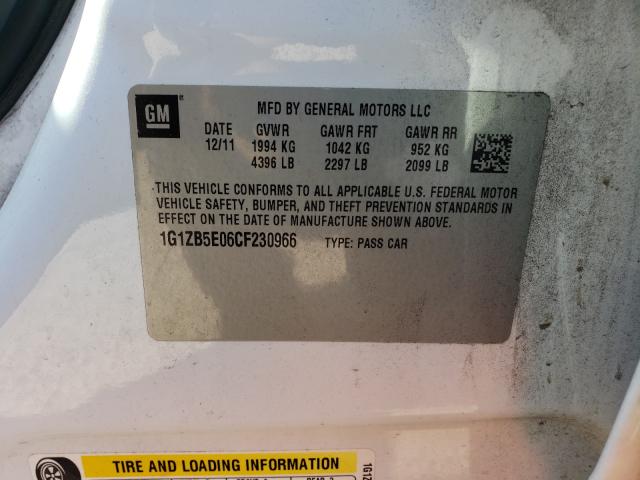 GM
MFD BY GENERAL MOTORS LLC
DATE GVWR GAWR FRT GAWR RR
12/11 1994 KG 1042 KG 952 KG
4396 LB 2297 LB 2099 LB
THIS VEHICLE CONFORMS TO ALL APPLICABLE U.S. FEDERAL MOTOR
VEHICLE SAFETY, BUMPER, AND THEFT PREVENTION STANDARDS IN
EFFECT ON THE DATE OF MANUFACTURE SHOWN ABOVE.
1G1ZB5E06CF230966 TYPE: PASS CAR
TIRE AND LOADING INFORMATION
1G1Z